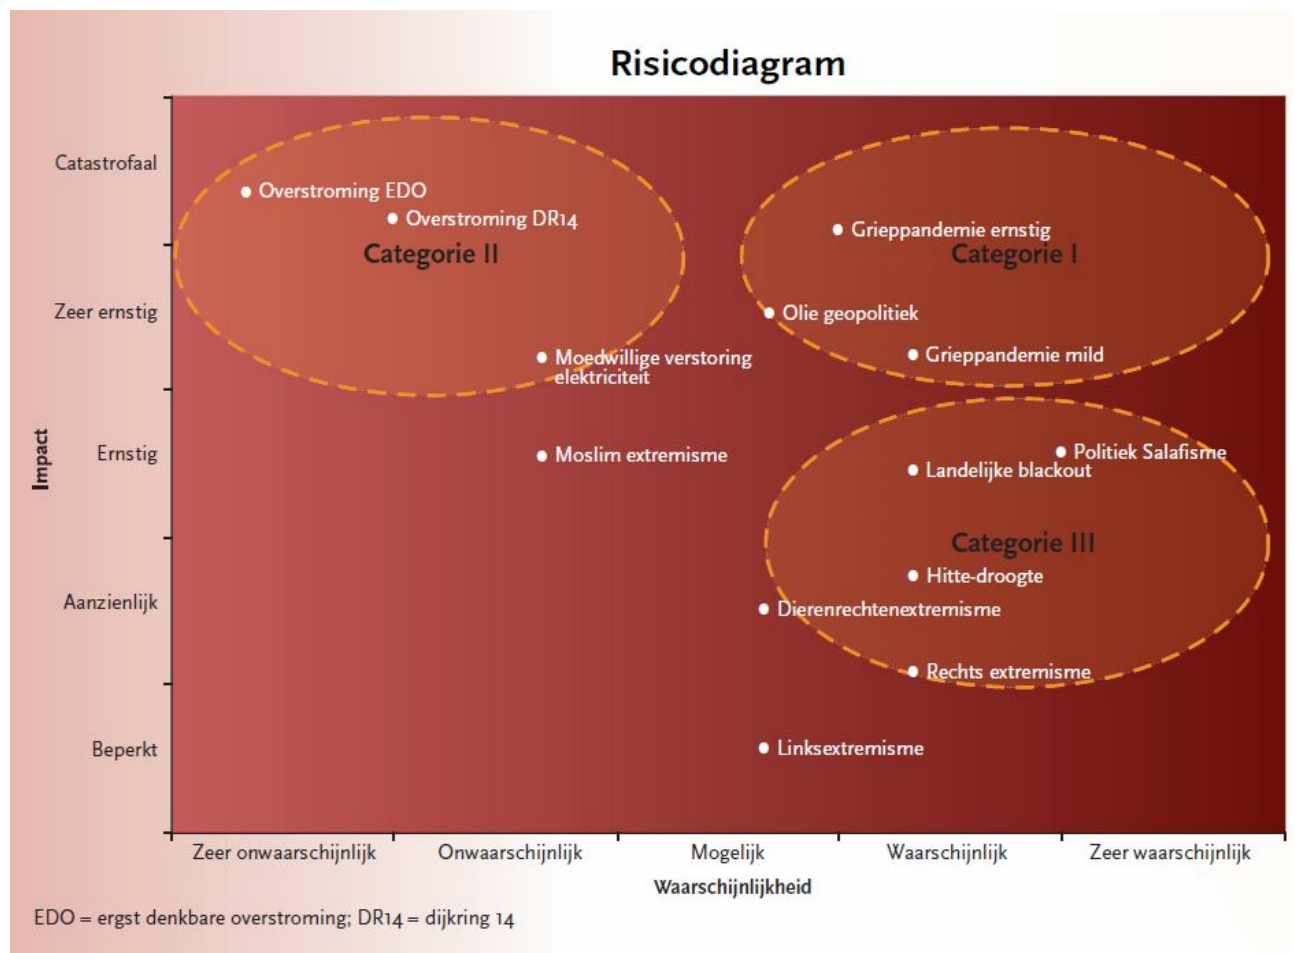 Risicodiagram
Catastrofaal
Overstroming EDO
Overstroming DR14
Grieppandemie ernstig
Categorie II
Categorie I
Zeer ernstig
Olie geopolitiek
Grieppandemie mild
Moedwillige verstoring
elektriciteit
Impact
Ernstig
Moslim extremisme
Politiek Salafisme
Landelijke blackout
Categorie III
Hitte-droogte
Aanzienlijk
Dierenrechtenextremisme
Rechts extremisme
Beperkt
Linksextremisme
Zeer onwaarschijnlijk
Onwaarschijnlijk
Mogelijk
Waarschijnlijk
Zeer waarschijnlijk
Waarschijnlijkheid
EDO = ergst denkbare overstroming; DR14 = dijkring 14